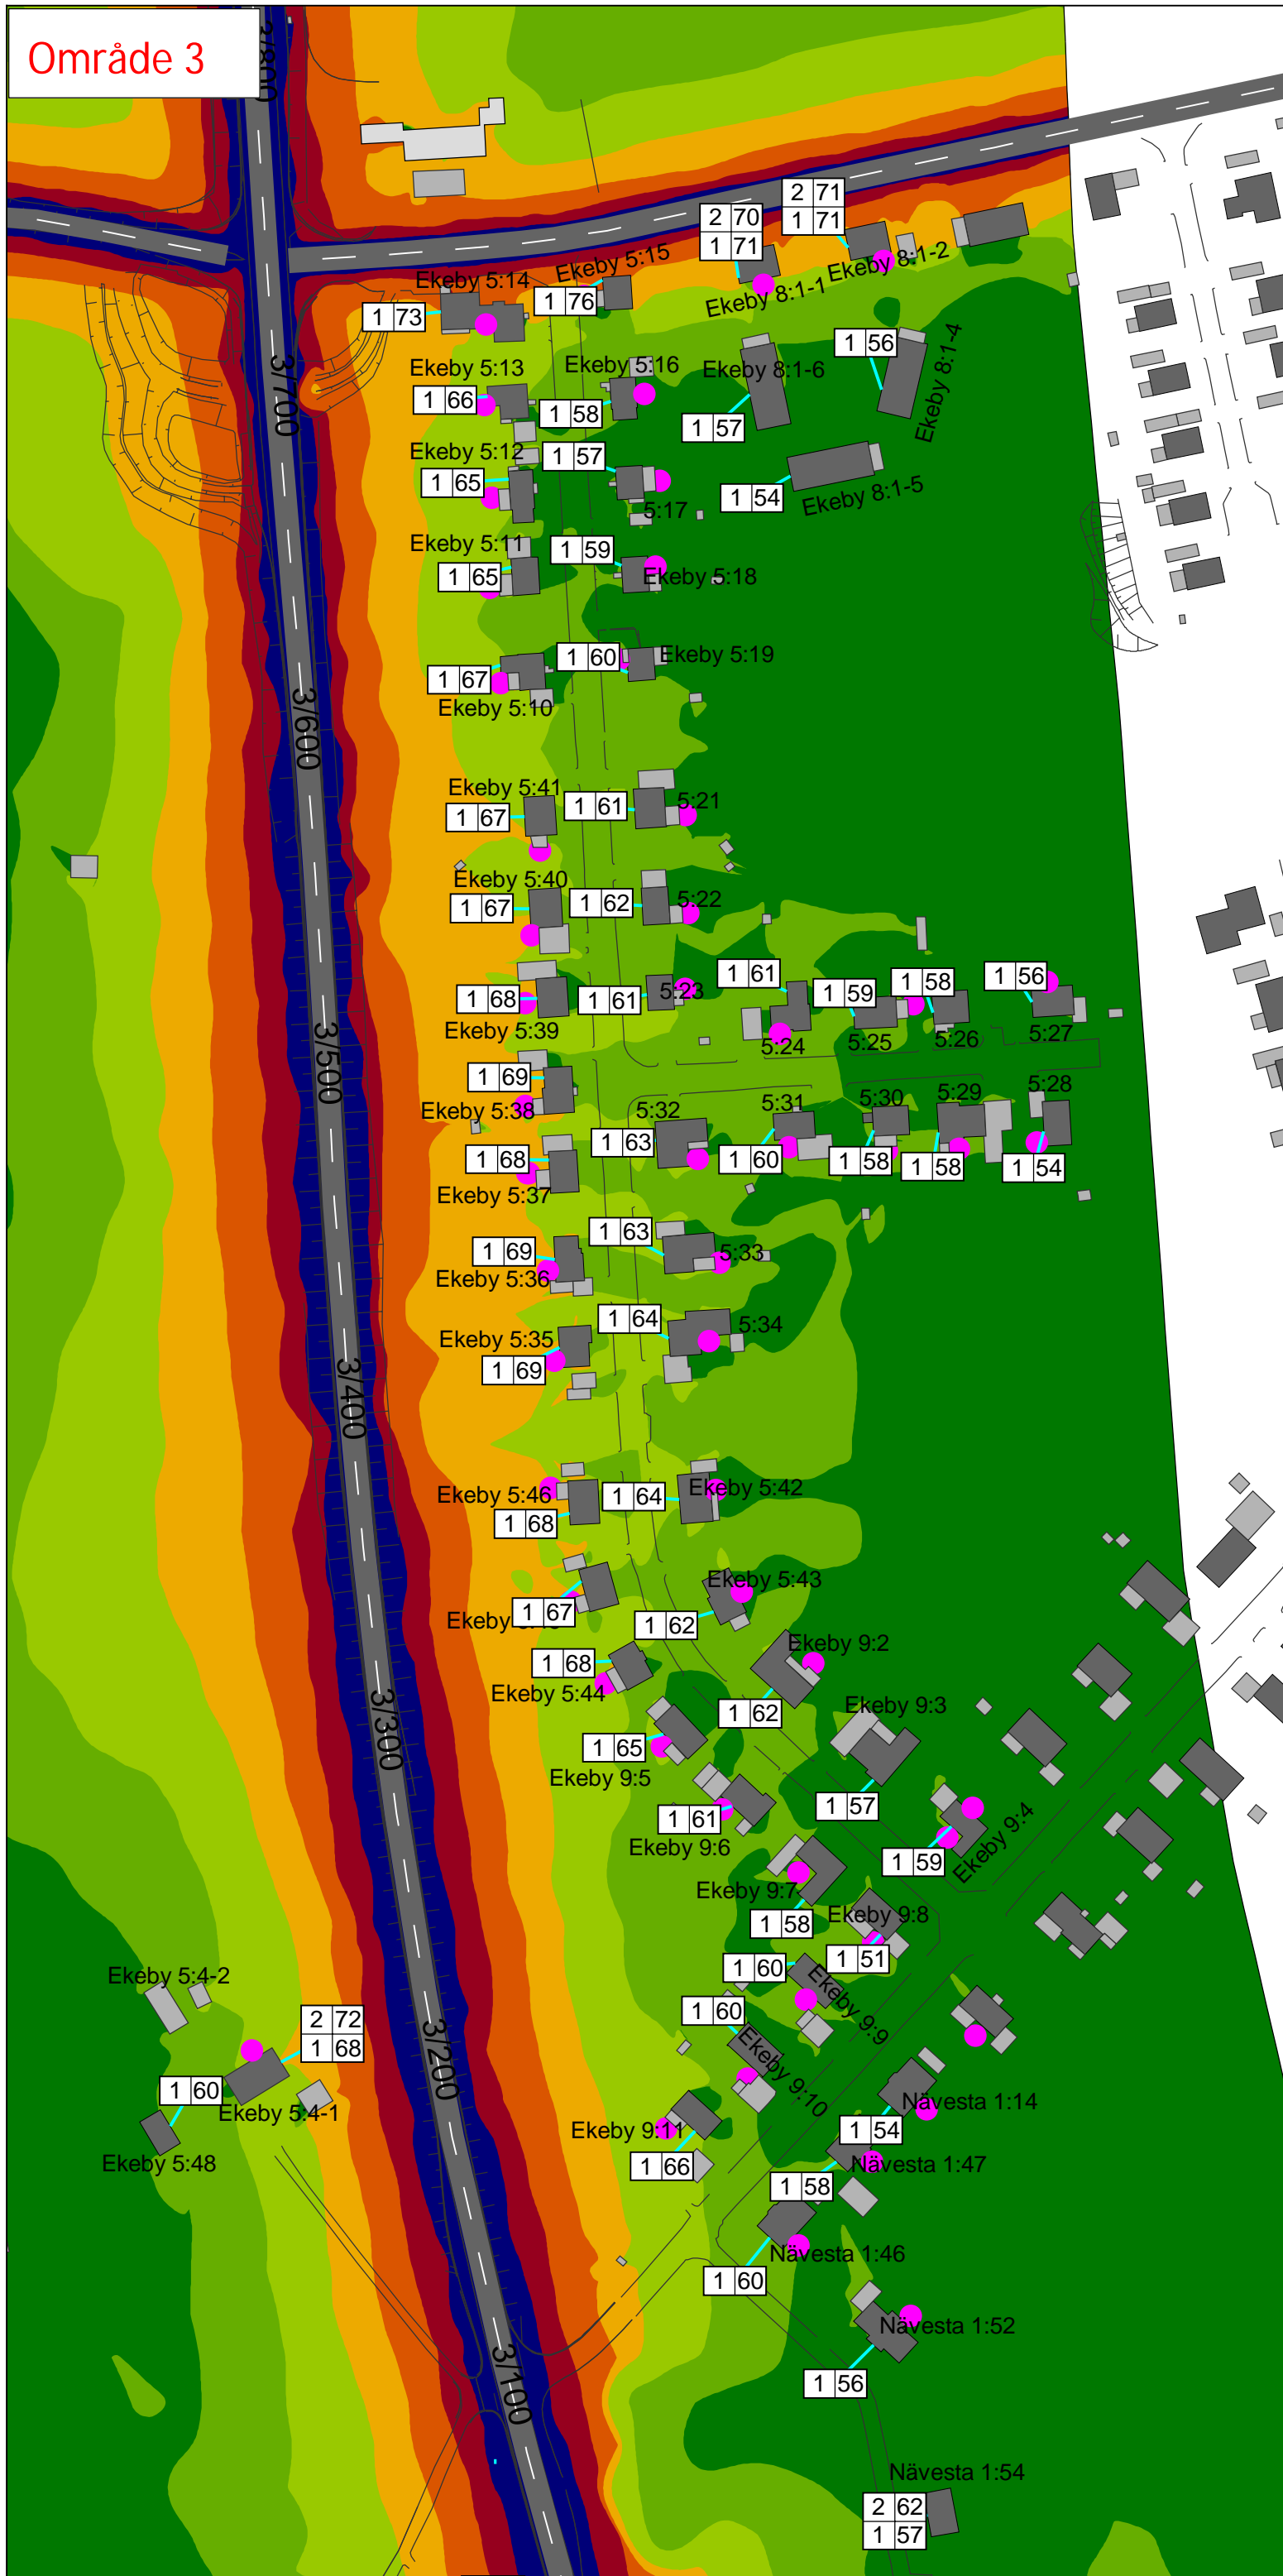 Område 3
3/800
2 71
1 71
2 70
1 71
Ekeby 8:1-2
Ekeby 8:1-1
Ekeby 5:15
Ekeby 5:14
1 76
1 73
Ekeby 5:13
Ekeby 5:16
Ekeby 8:1-6
1 56
Ekeby 8:1-4
3/700
1 66
1 58
1 57
Ekeby 5:12
1 57
1 65
5:17
1 54
Ekeby 8:1-5
Ekeby 5:11
1 59
1 65
Ekeby 5:18
1 60
Ekeby 5:19
1 67
Ekeby 5:10
3/600
Ekeby 5:41
1 67
1 61
5:21
Ekeby 5:40
1 67
1 62
5:22
1 68
1 61
5:23
Ekeby 5:39
1 61
5:24
1 59
5:25
1 58
5:26
1 56
5:27
3/500
1 69
Ekeby 5:38
5:32
1 63
5:31
1 60
5:30
1 58
5:29
1 58
5:28
1 54
1 68
Ekeby 5:37
1 63
5:33
1 69
Ekeby 5:36
1 64
5:34
Ekeby 5:35
1 69
3/400
Ekeby 5:46
1 68
1 64
Ekeby 5:42
Ekeby
1 67
Ekeby 5:43
1 62
1 68
Ekeby 5:44
Ekeby 9:2
1 62
3/300
Ekeby 9:3
1 57
1 65
Ekeby 9:5
1 61
Ekeby 9:6
Ekeby 9:4
1 59
Ekeby 9:7
1 58
Ekeby 9:8
1 51
1 60
Ekeby 9:9
Ekeby 5:4-2
2 72
1 68
1 60
Ekeby 5:4-1
Ekeby 5:48
3/200
1 60
Ekeby 9:10
Ekeby 9:11
1 66
Nävesta 1:14
1 54
Nävesta 1:47
1 58
Nävesta 1:46
1 60
Nävesta 1:52
1 56
3/100
Nävesta 1:54
2 62
1 57